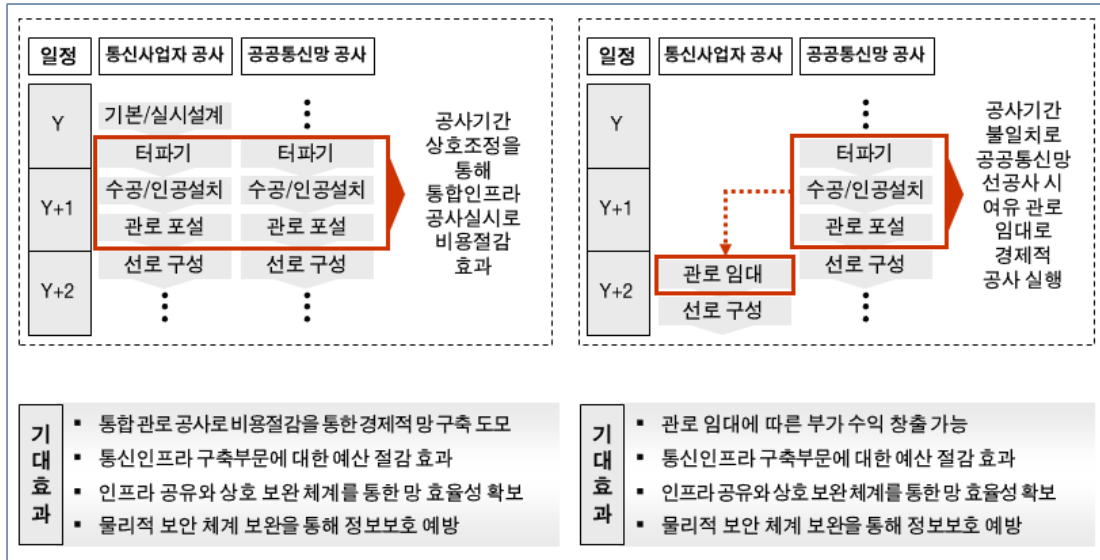 일정 통신사업자 공사 공공통신망 공사
Y
기본/실시설계
터파기 터파기
Y+1
수공/인공설치 수공/인공설치
관로 포설 관로 포설
Y+2
선로 구성 선로 구성
공사기간
상호조정을
통해
통합인프라
공사실시로
비용절감
효과
일정 통신사업자 공사 공공통신망 공사
Y
터파기
Y+1
수공/인공설치
관로 포설
Y+2
관로 임대 선로 구성
선로 구성
공사기간
불일치로
공공통신망
선공사 시
여유 관로
임대로
경제적
공사 실행
기대효과
▪ 통합 관로 공사로 비용절감을 통한 경제적 망 구축 도모
▪ 통신인프라 구축부문에 대한 예산 절감 효과
▪ 인프라 공유와 상호 보완 체계를 통한 망 효율성 확보
▪ 물리적 보안 체계 보완을 통해 정보보호 예방
기대효과
▪ 관로 임대에 따른 부가 수익 창출 가능
▪ 통신인프라 구축부문에 대한 예산 절감 효과
▪ 인프라 공유와 상호 보완 체계를 통한 망 효율성 확보
▪ 물리적 보안 체계 보완을 통해 정보보호 예방